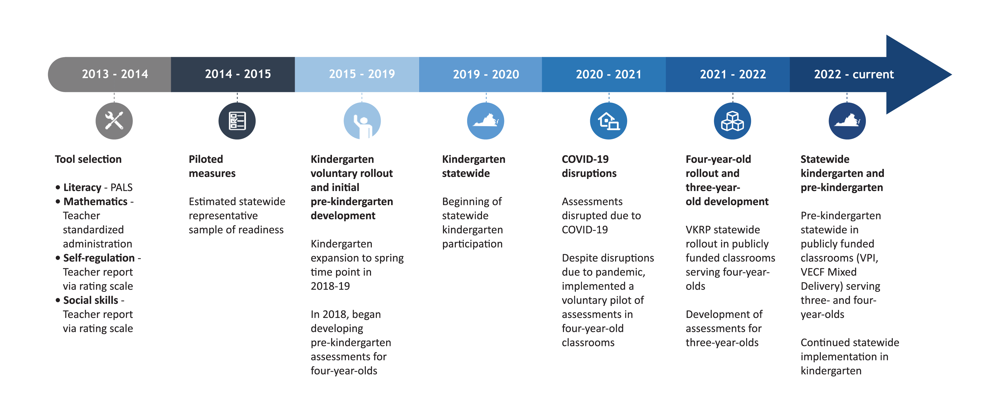 2013 - 2014
2014 - 2015
2015 - 2019
2019 - 2020
2020 - 2021
2021 - 2022
2022 - current
Tool selection
• Literacy - PALS
• Mathematics -
Teacher
standardized
administration
• Self-regulation -
Teacher report
via rating scale
• Social skills -
Teacher report
via rating scale
Piloted
measures
Estimated statewide
representative
sample of readiness
Kindergarten
voluntary rollout
and initial
pre-kindergarten
development
Kindergarten
expansion to spring
time point in
2018-19
In 2018, began
developing
pre-kindergarten
assessments for
four-year-olds
Kindergarten
statewide
Beginning of
statewide
kindergarten
participation
COVID-19
disruptions
Assessments
disrupted due to
COVID-19
Despite disruptions
due to pandemic,
implemented a
voluntary pilot of
assessments in
four-year-old
classrooms
Four-year-old
rollout and
three-year-
old development
VKRP statewide
rollout in publicly
funded classrooms
serving four-year-
olds
Development of
assessments for
three-year-olds
Statewide
kindergarten and
pre-kindergarten
Pre-kindergarten
statewide in
publicly funded
classrooms (VPI,
VECF Mixed
Delivery) serving
three- and four-
year-olds
Continued statewide
implementation in
kindergarten